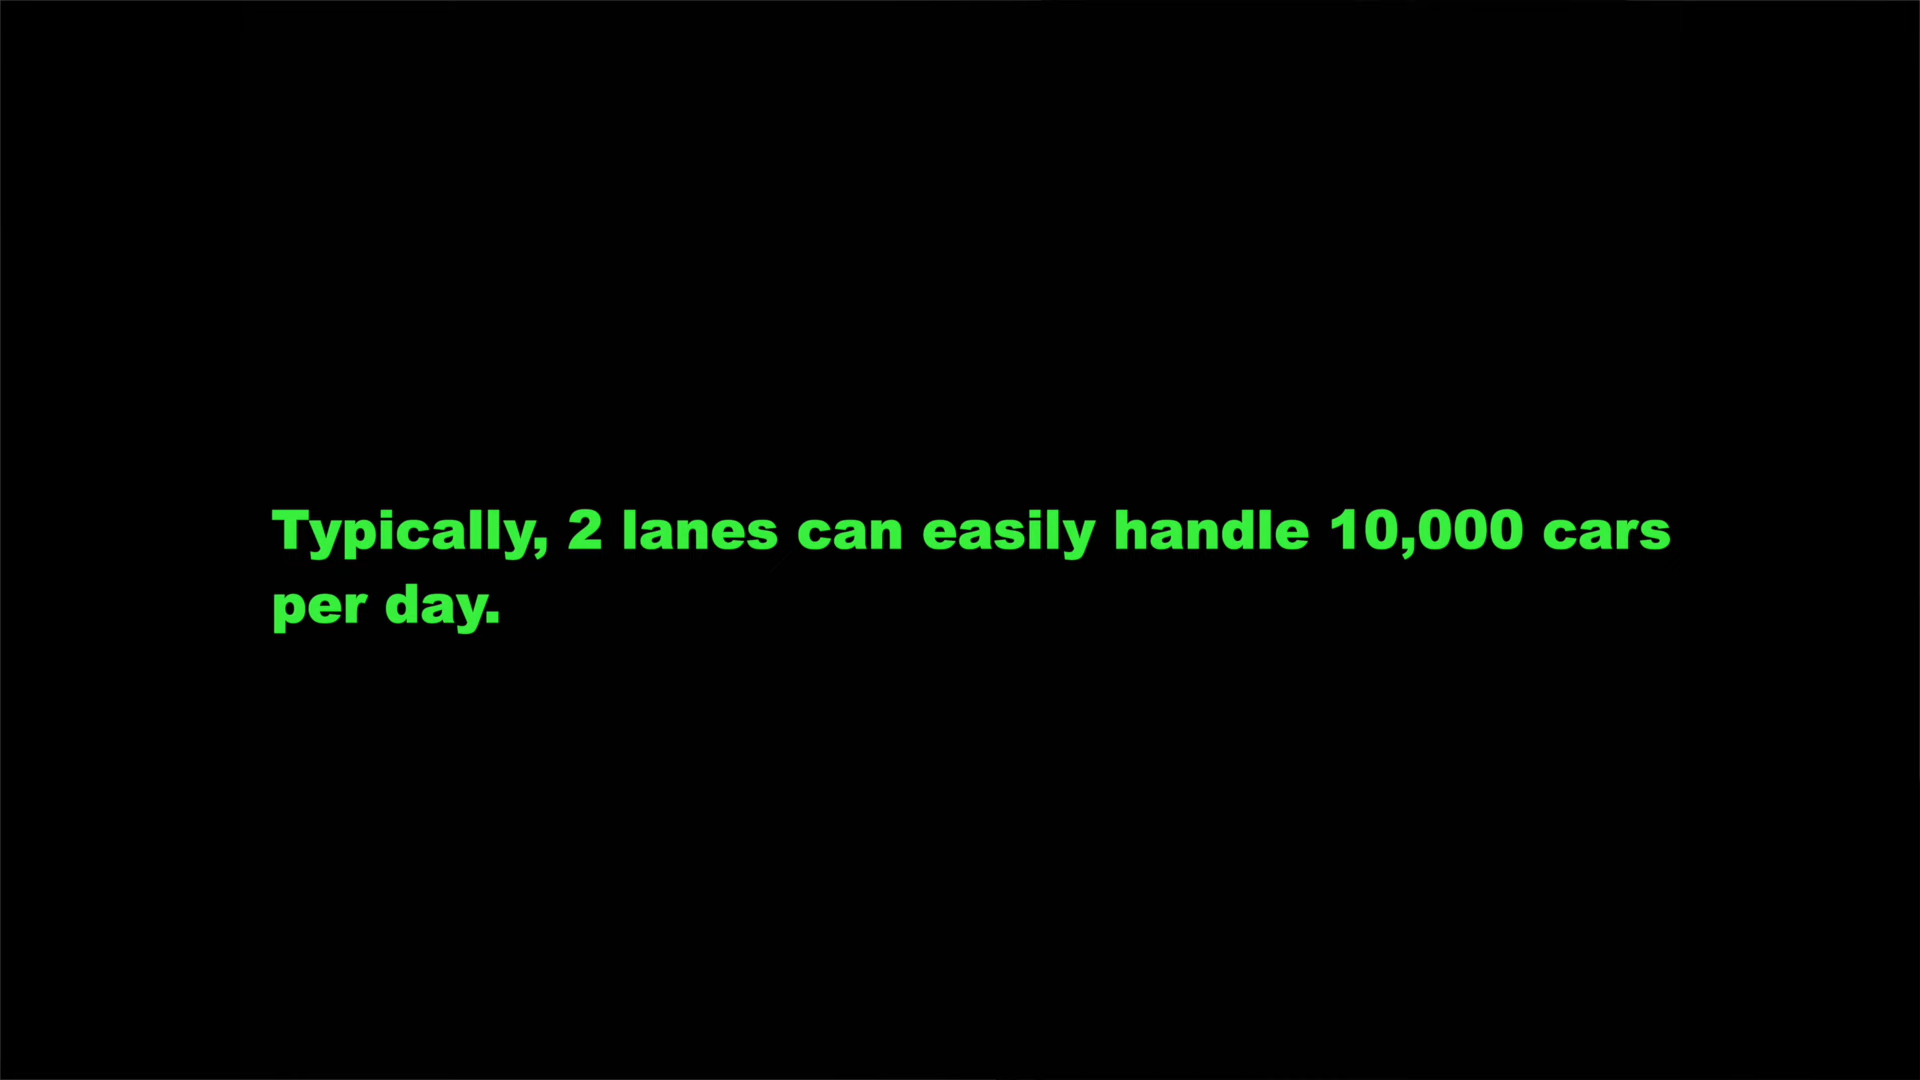 Typically, 2 lanes can easily handle 10,000 cars
per day.